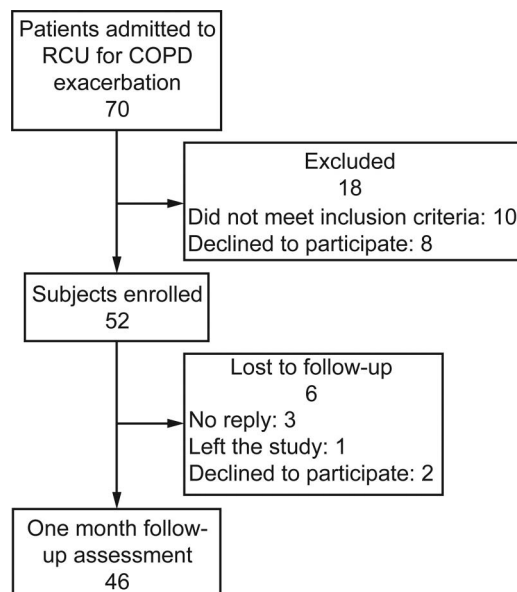 Patients admitted to
RCU for COPD
exacerbation
70
Excluded
18
Did not meet inclusion criteria: 10
Declined to participate: 8
Subjects enrolled
52
Lost to follow-up
6
No reply: 3
Left the study: 1
Declined to participate: 2
One month follow-
up assessment
46